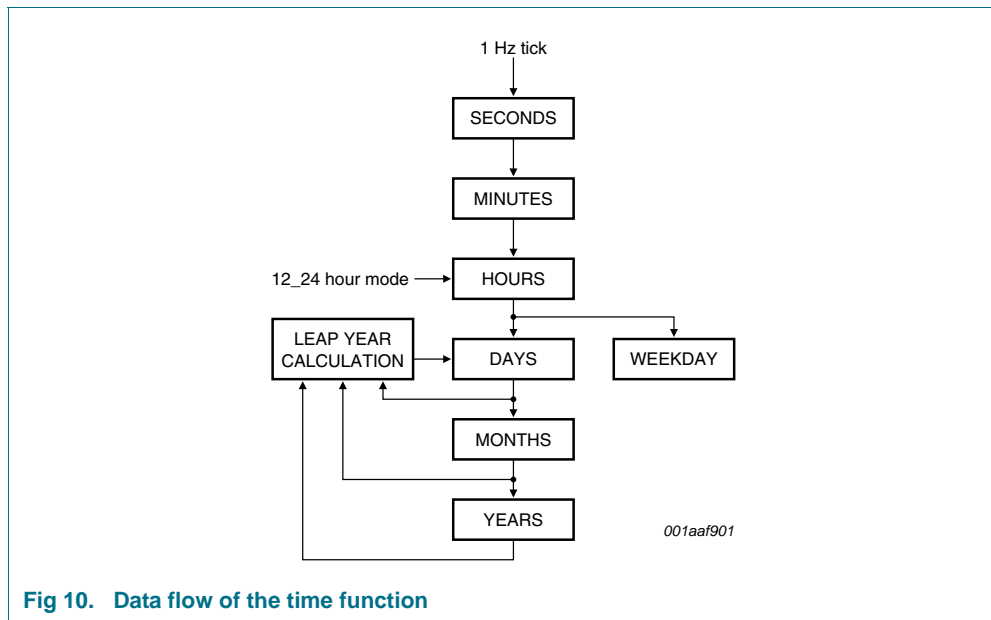 1 Hz tick
SECONDS
MINUTES
12_24 hour mode
HOURS
LEAP YEAR
CALCULATION
DAYS
WEEKDAY
MONTHS
YEARS
001aaf901
Fig 10. Data flow of the time function